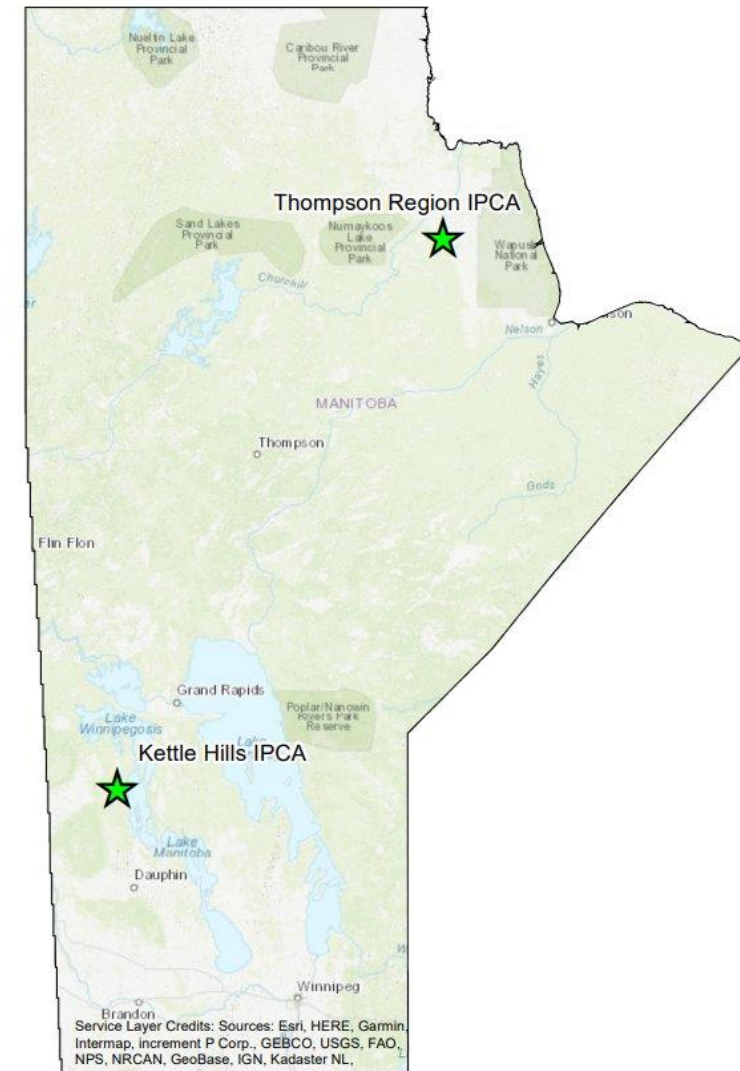 Nueltin Lake
Provincial
Park
Caribou River
Provincial
Park
Thompson Region IPCA
Sand Lakes
Provincial
Park
Numaykoos
Lake
Provincial
Park
National
Park
Churchill
Nelson
Hayes
MANITOBA
Thompson
Gods
Flin Flon
Grand Rapids
Poplar/Nanowin
Rivers Park
Reserve
Lake
Winnipegosis
Lake
Kettle Hills IPCA
Lake
Manitoba
Dauphin
Winnipeg
Brandon
Service Layer Credits: Sources: Esri, HERE, Garmin,
Intermap, increment P Corp., GEBCO, USGS, FAO,
NPS, NRCAN, GeoBase, IGN, Kadaster NL,